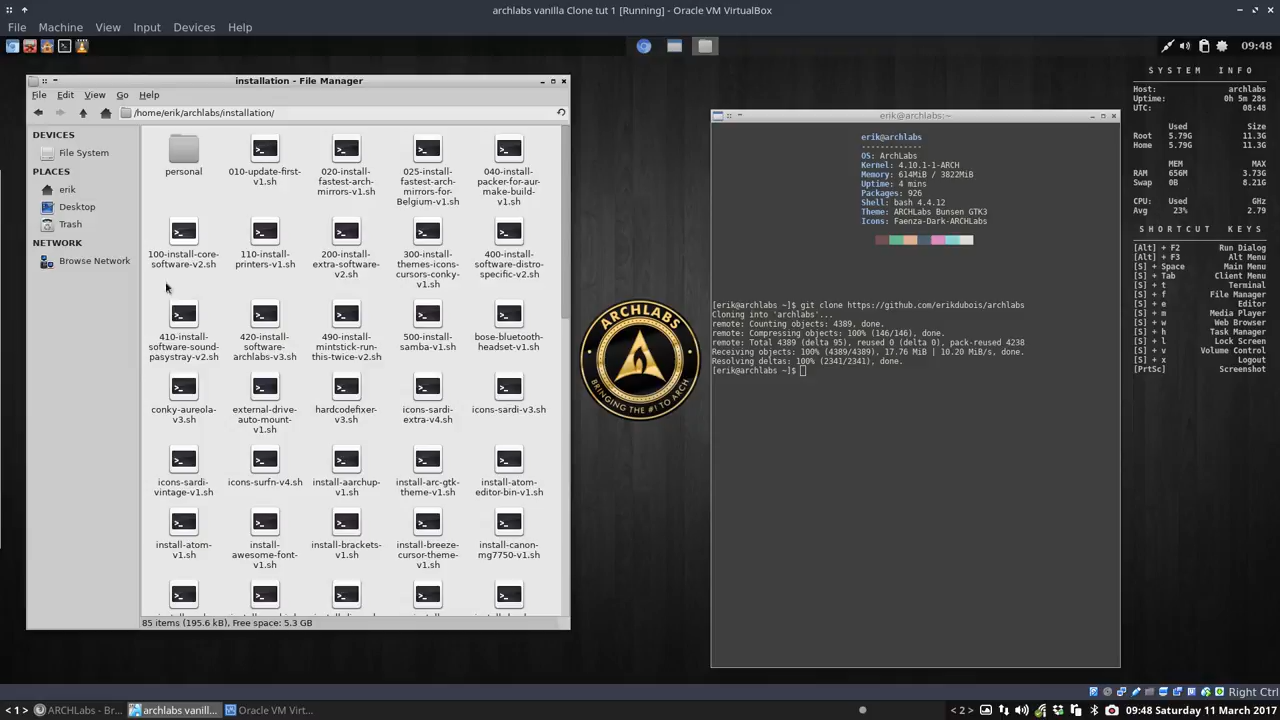 archlabs vanilla Clone tut 1 [Running] - Oracle VM VirtualBox
File Machine View Input Devices Help
09:48
installation - File Manager
File Edit View Go Help
/home/erik/archlabs/installation/
DEVICES
File System
PLACES
erik
Desktop
Trash
NETWORK
Browse Network
personal
010-update-first-
v1.sh
020-install-
fastest-arch-
mirrors-v1.sh
025-install-
fastest-arch-
mirrors-for-
Belgium-v1.sh
040-install-
packer-for-aur-
make-build-
v1.sh
100-install-core-
software-v2.sh
110-install-
printers-v1.sh
200-install-
extra-software-
v2.sh
300-install-
themes-icons-
cursors-conky-
v1.sh
400-install-
software-distro-
specific-v2.sh
410-install-
software-sound-
pasystray-v2.sh
420-install-
software-
archlabs-v3.sh
490-install-
mintstick-run-
this-twice-v2.sh
500-install-
samba-v1.sh
bose-bluetooth-
headset-v1.sh
conky-aureola-
v3.sh
external-drive-
auto-mount-
v1.sh
hardcodefixer-
v3.sh
icons-sardi-
extra-v4.sh
icons-sardi-v3.sh
icons-sardi-
vintage-v1.sh
icons-surfn-v4.sh
install-aarchup-
v1.sh
install-arc-gtk-
theme-v1.sh
install-atom-
editor-bin-v1.sh
install-atom-
v1.sh
install-
awesome-font-
v1.sh
install-brackets-
v1.sh
install-breeze-
cursor-theme-
v1.sh
install-canon-
mg7750-v1.sh
85 items (195.6 kB), Free space: 5.3 GB
ARCHLABS
BRINGING THE #1 TO ARCH
erik@archlabs:~
erik@archlabs
-------------
OS: ArchLabs
Kernel: 4.10.1-1-ARCH
Memory: 614MiB / 3822MiB
Uptime: 4 mins
Packages: 926
Shell: bash 4.4.12
Theme: ARCHLabs Bunsen GTK3
Icons: Faenza-Dark-ARCHLabs
[erik@archlabs ~]$ git clone https://github.com/erikdubois/archlabs
Cloning into 'archlabs'...
remote: Counting objects: 4389, done.
remote: Compressing objects: 100% (146/146), done.
remote: Total 4389 (delta 95), reused 0 (delta 0), pack-reused 4238
Receiving objects: 100% (4389/4389), 17.76 MiB | 10.20 MiB/s, done.
Resolving deltas: 100% (2341/2341), done.
[erik@archlabs ~]$
SYSTEM INFO
Host: archlabs
Uptime: 0h 5m 28s
UTC: 08:48
Used Size
Root 5.79G 11.3G
Home 5.79G 11.3G
MEM MAX
RAM 656M 3.73G
Swap 0B 8.21G
CPU: Used GHz
Avg 23% 2.79
SHORTCUT KEYS
[Alt] + F2 Run Dialog
[Alt] + F3 Alt Menu
[S] + Space Main Menu
[S] + Tab Client Menu
[S] + t Terminal
[S] + f File Manager
[S] + e Editor
[S] + m Media Player
[S] + w Web Browser
[S] + h Task Manager
[S] + l Lock Screen
[S] + v Volume Control
[S] + x Logout
[PrtSc] Screenshot
Right Ctrl
< 1 > ARCHLabs - Br... archlabs vanill... Oracle VM Virt... < 2 > 09:48 Saturday 11 March 2017